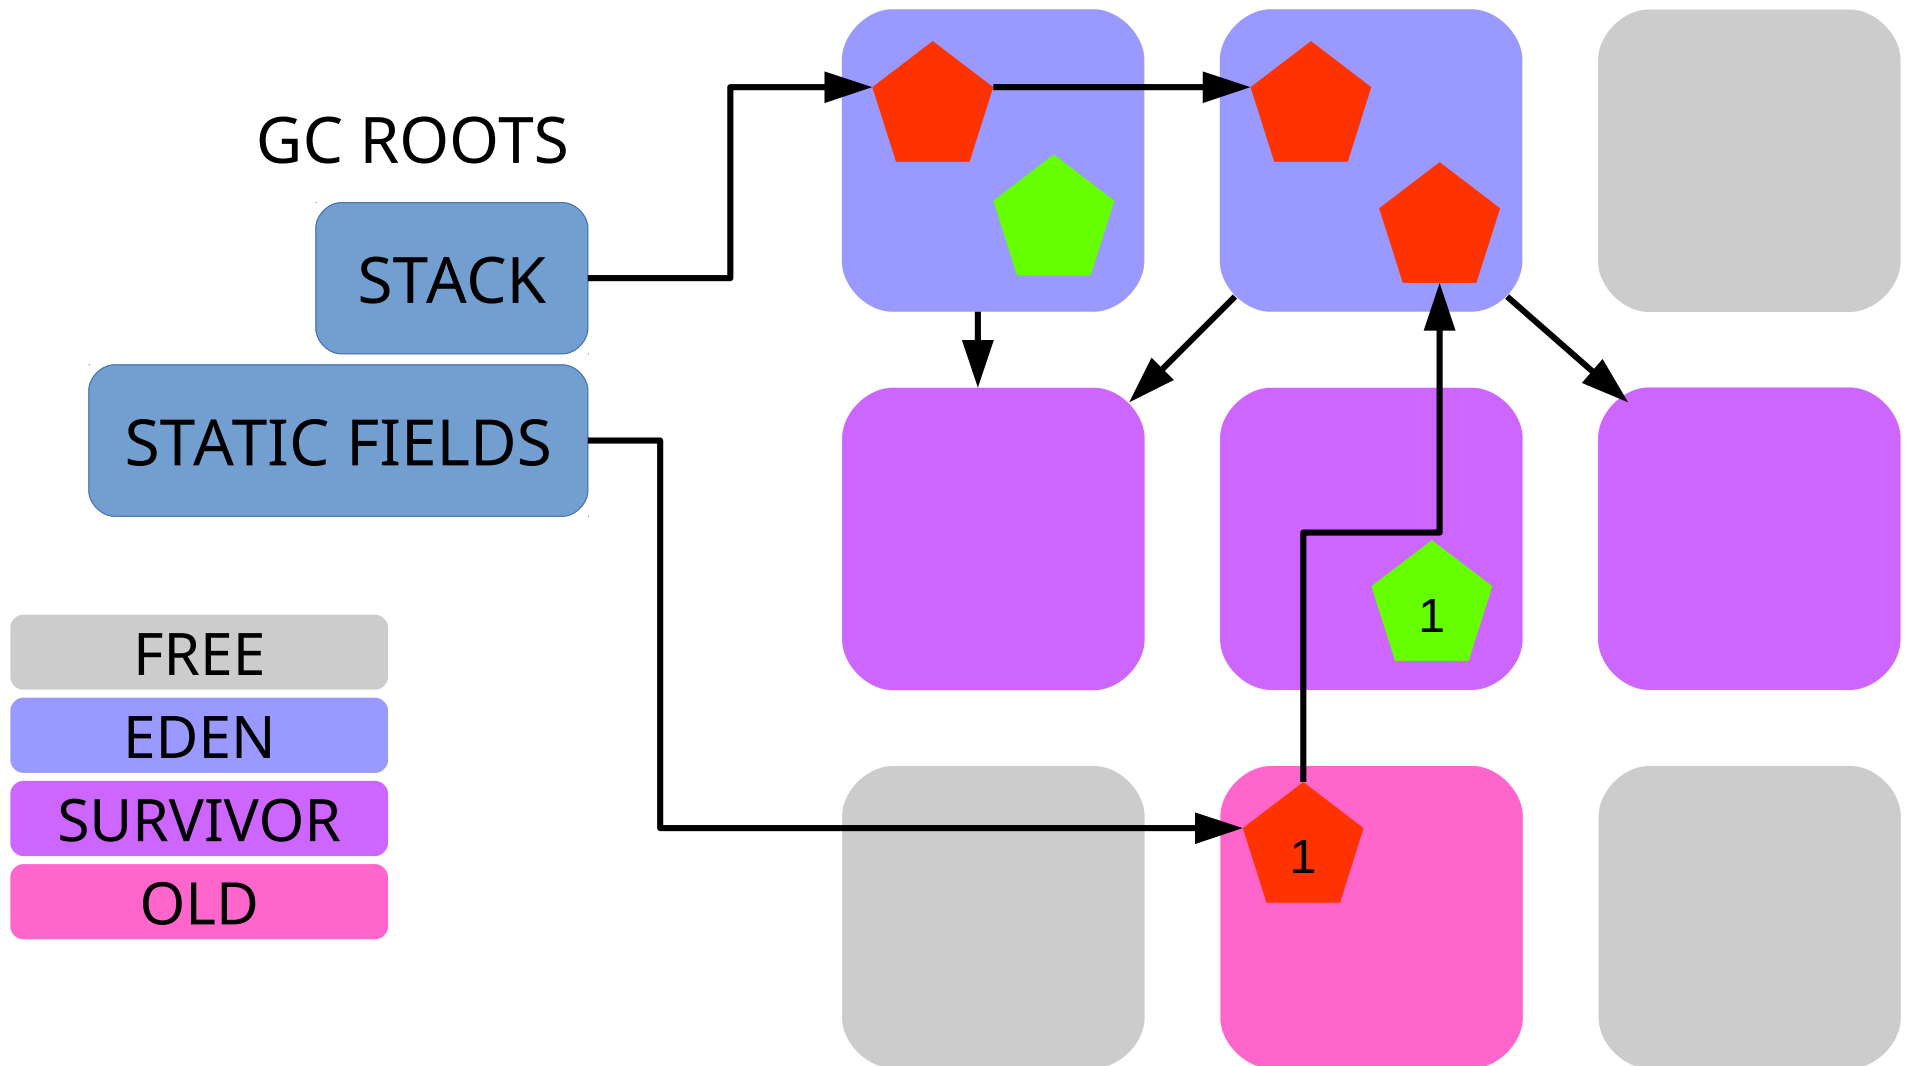 GC ROOTS
STACK
STATIC FIELDS
FREE
EDEN
SURVIVOR
OLD
1
1